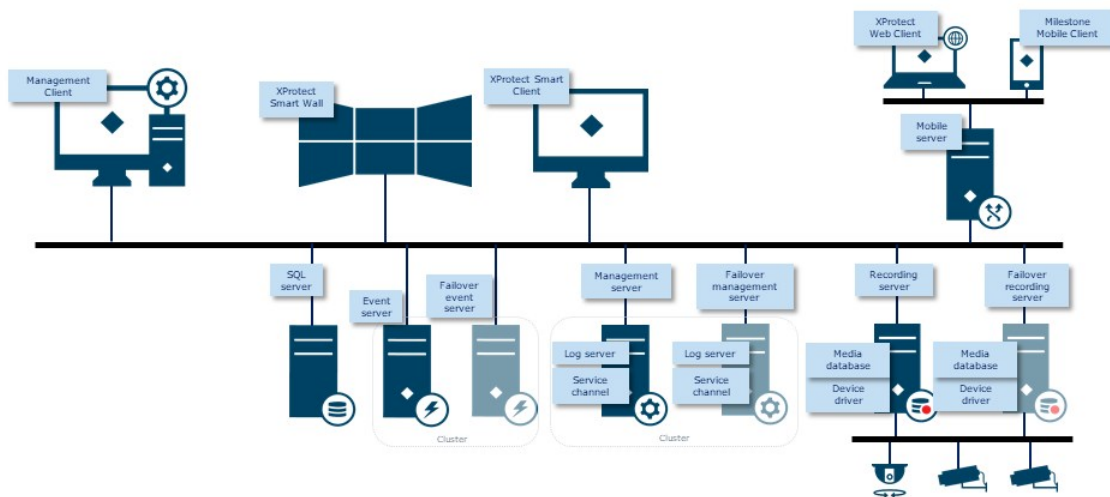 Management
Client
XProtect
Smart Wall
XProtect Smart
Client
XProtect
Web Client
Milestone
Mobile Client
Mobile
server
SQL
server
Event
server
Failover
event
server
Management
server
Failover
management
server
Recording
server
Failover
recording
server
Log server
Service
channel
Log server
Service
channel
Media
database
Device
driver
Media
database
Device
driver
Cluster
Cluster